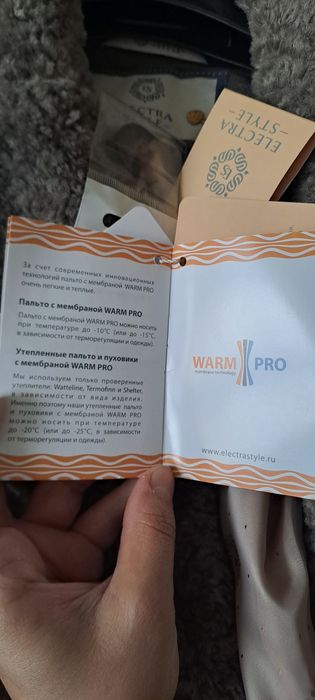 ELECTRA
STYLE
ES
ELECTRA
– STYLE –
За счет современных инновационных
технологий пальто с мембраной WARM PRO
очень легкие и теплые.
Пальто с мембраной WARM PRO
Пальто с мембраной WARM PRO можно носить
при температуре до -10°C (или до -15°C,
в зависимости от терморегуляции и одежды).
Утепленные пальто и пуховики
с мембраной WARM PRO
Мы используем только проверенные
утеплители: Watteline, Termofinn и Shelter,
в зависимости от вида изделия.
Именно поэтому наши утепленные пальто
и пуховики с мембраной WARM PRO
можно носить при температуре
до -20°C (или до -25°C, в зависимости
от терморегуляции и одежды).
WARM PRO
membrane technology
www.electrastyle.ru